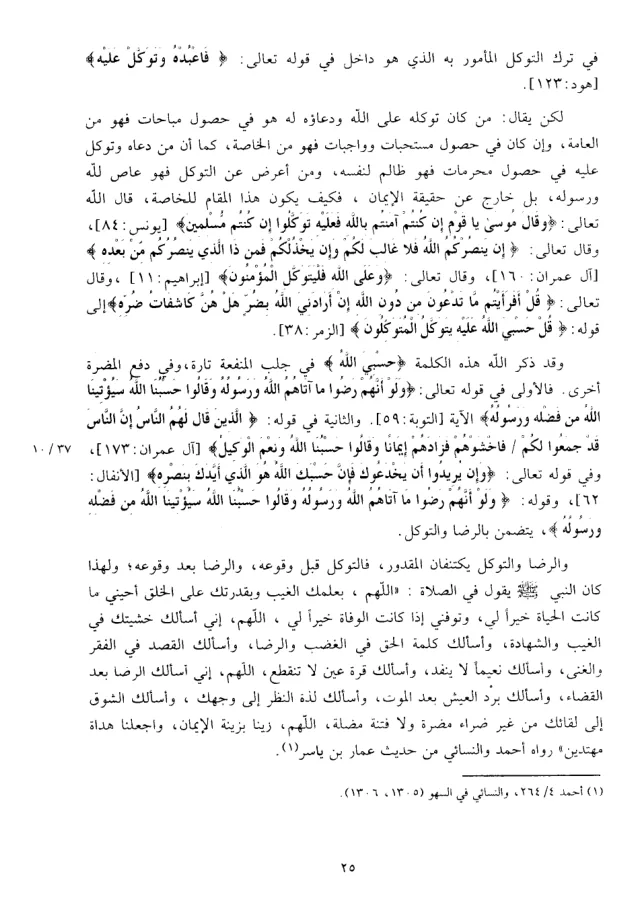 في ترك التوكل المأمور به الذي هو داخل في قوله تعالى: ﴿ فَاعْبُدْهُ وَتَوَكَّلْ عَلَيْهِ﴾
[هود:١٢٣].
لكن يقال: من كان توكله على اللّه ودعاؤه له هو في حصول مباحات فهو من
العامة، وإن كان في حصول مستحبات وواجبات فهو من الخاصة، كما أن من دعاه وتوكل
عليه في حصول محرمات فهو ظالم لنفسه، ومن أعرض عن التوكل فهو عاص للّه
ورسوله، بل خارج عن حقيقة الإيمان ، فكيف يكون هذا المقام للخاصة، قال اللّه
تعالى: ﴿وَقَالَ مُوسَىٰ يَا قَوْمِ إِن كُنتُمْ آمَنتُم بِاللَّهِ فَعَلَيْهِ تَوَكَّلُوا إِن كُنتُم مُّسْلِمِينَ﴾ [يونس:٨٤]،
وقال تعالى: ﴿ إِن يَنصُرْكُمُ اللَّهُ فَلا غَالِبَ لَكُمْ وَإِن يَخْذُلْكُمْ فَمَن ذَا الَّذِي يَنصُرُكُم مِّنْ بَعْدِهِ ﴾
[آل عمران:١٦٠]، وقال تعالى: ﴿وَعَلَى اللَّهِ فَلْيَتَوَكَّلِ الْمُؤْمِنُونَ﴾ [إبراهيم:١١] ،وقال
تعالى:﴿ قُلْ أَفَرَأَيْتُم مَّا تَدْعُونَ مِن دُونِ اللَّهِ إِنْ أَرَادَنِيَ اللَّهُ بِضُرٍّ هَلْ هُنَّ كَاشِفَاتُ ضُرِّهِ﴾إلى
قوله:﴿ قُلْ حَسْبِيَ اللَّهُ عَلَيْهِ يَتَوَكَّلُ الْمُتَوَكِّلُونَ ﴾ [الزمر:٣٨].
وقد ذكر اللّه هذه الكلمة ﴿حَسْبِيَ اللَّهُ ﴾ في جلب المنفعة تارة،وفي دفع المضرة
أخرى. فالأولى في قوله تعالى:﴿وَلَوْ أَنَّهُمْ رَضُوا مَا آتَاهُمُ اللَّهُ وَرَسُولُهُ وَقَالُوا حَسْبُنَا اللَّهُ سَيُؤْتِينَا
اللَّهُ مِن فَضْلِهِ وَرَسُولُهُ﴾ الآية [التوبة:٥٩]. والثانية في قوله: ﴿ الَّذِينَ قَالَ لَهُمُ النَّاسُ إِنَّ النَّاسَ
قَدْ جَمَعُوا لَكُمْ / فَاخْشَوْهُمْ فَزَادَهُمْ إِيمَانًا وَقَالُوا حَسْبُنَا اللَّهُ وَنِعْمَ الْوَكِيلُ﴾ [آل عمران:١٧٣]، ١٠/٣٧
وفي قوله تعالى: ﴿وَإِن يُرِيدُوا أَن يَخْدَعُوكَ فَإِنَّ حَسْبَكَ اللَّهُ هُوَ الَّذِي أَيَّدَكَ بِنَصْرِهِ﴾ [الأنفال:
٦٢]، وقوله: ﴿ وَلَوْ أَنَّهُمْ رَضُوا مَا آتَاهُمُ اللَّهُ وَرَسُولُهُ وَقَالُوا حَسْبُنَا اللَّهُ سَيُؤْتِينَا اللَّهُ مِن فَضْلِهِ
وَرَسُولُهُ ﴾، يتضمن بالرضا والتوكل.
والرضا والتوكل يكتنفان المقدور، فالتوكل قبل وقوعه، والرضا بعد وقوعه؛ ولهذا
كان النبي ﷺ يقول في الصلاة : «اللّهم ، بعلمك الغيب وبقدرتك على الخلق أحيني ما
كانت الحياة خيراً لي، وتوفني إذا كانت الوفاة خيراً لي ، اللّهم، إني أسألك خشيتك في
الغيب والشهادة، وأسألك كلمة الحق في الغضب والرضا، وأسألك القصد في الفقر
والغنى، وأسألك نعيماً لا ينفد، وأسألك قرة عين لا تنقطع، اللّهم، إني أسألك الرضا بعد
القضاء، وأسألك برْد العيش بعد الموت، وأسألك لذة النظر إلى وجهك ، وأسألك الشوق
إلى لقائك من غير ضراء مضرة ولا فتنة مضلة، اللّهم، زينا بزينة الإيمان، واجعلنا هداة
مهتدين» رواه أحمد والنسائي من حديث عمار بن ياسر(١).
(١) أحمد ٤/ ٢٦٤، والنسائي في السهو (١٣٠٥، ١٣٠٦).
٢٥